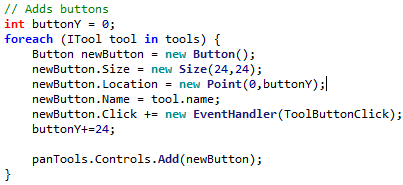 // Adds buttons
int buttonY = 0;
foreach (ITool tool in tools) {
Button newButton = new Button();
newButton.Size = new Size(24,24);
newButton.Location = new Point(0,buttonY);
newButton.Name = tool.name;
newButton.Click += new EventHandler(ToolButtonClick);
buttonY+=24;
panTools.Controls.Add(newButton);
}